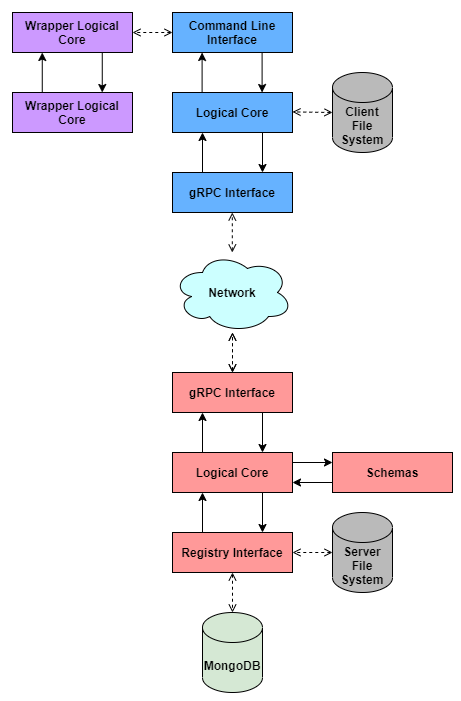 Wrapper Logical
Core
Command Line
Interface
Wrapper Logical
Core
Logical Core
Client
File
System
gRPC Interface
Network
gRPC Interface
Logical Core
Schemas
Registry Interface
Server
File
System
MongoDB